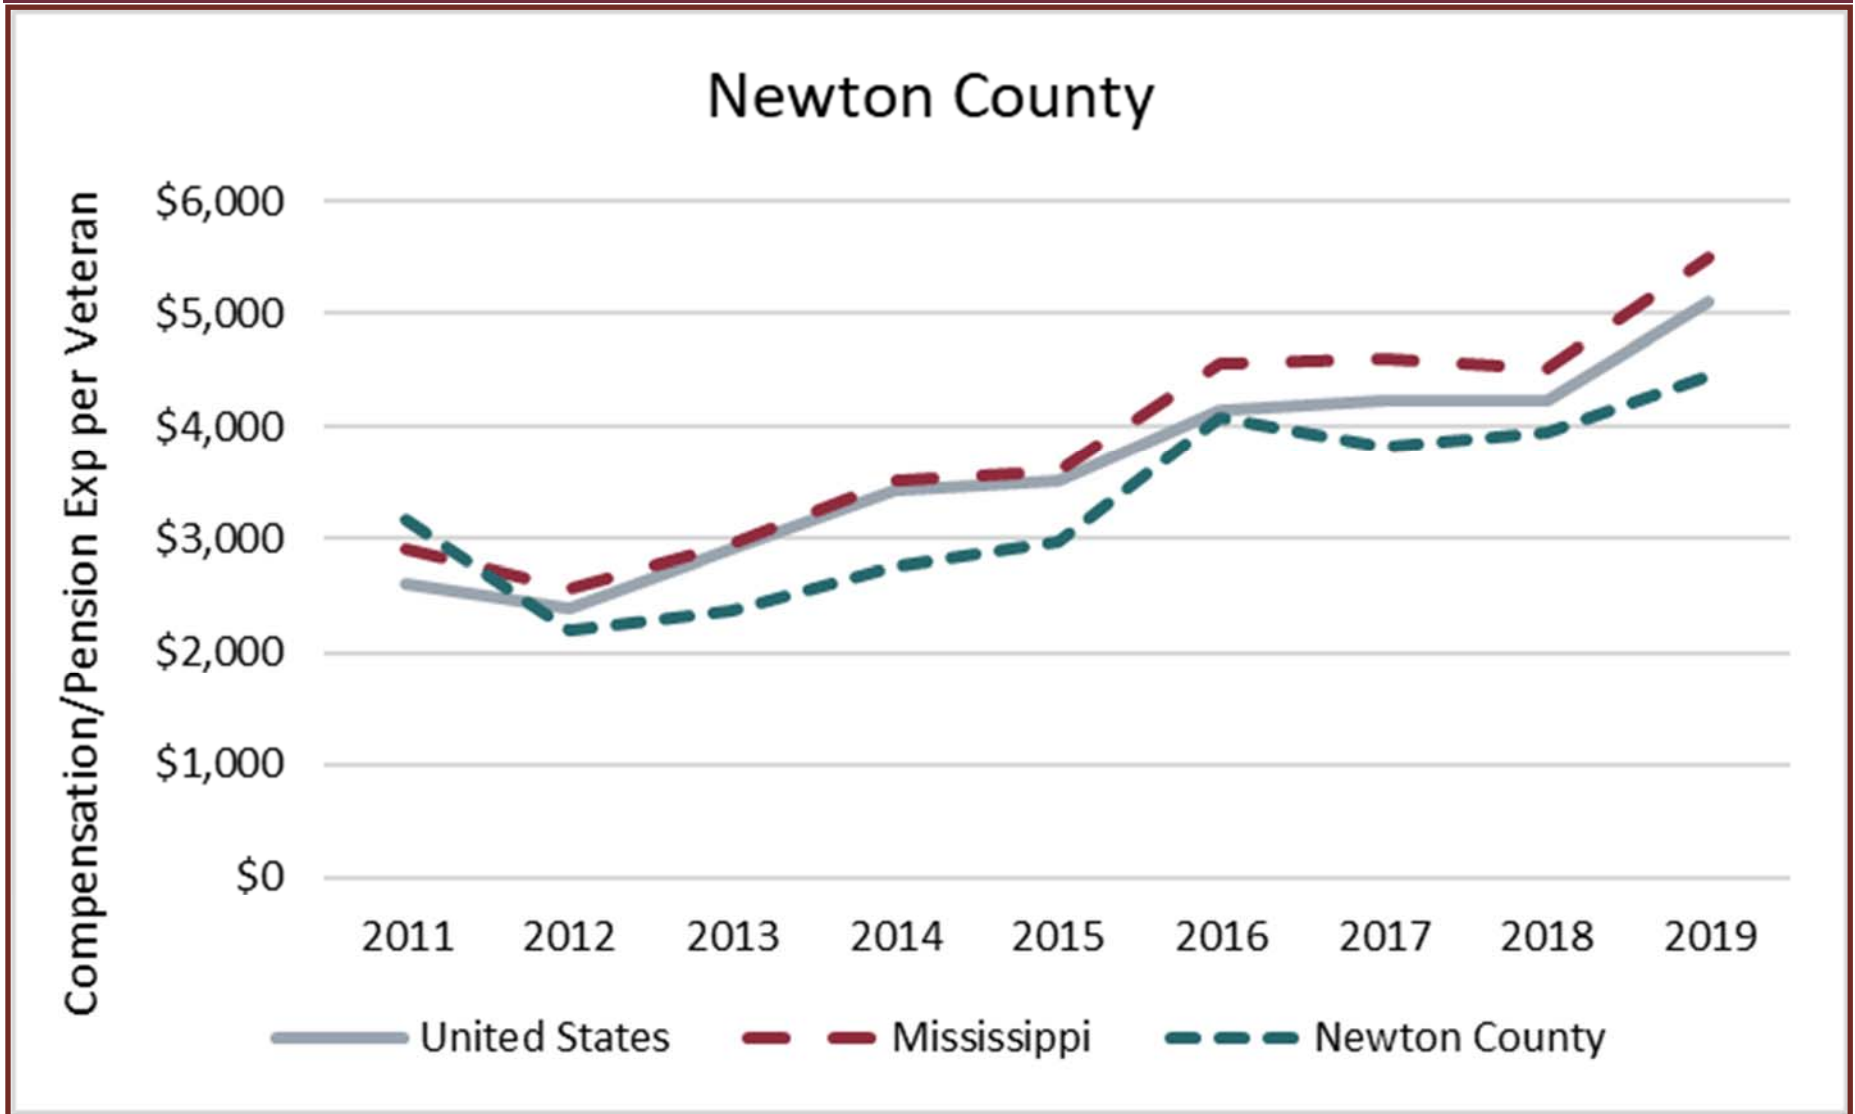 Newton County
Compensation/Pension Exp per Veteran
$6,000
$5,000
$4,000
$3,000
$2,000
$1,000
$0
2011 2012 2013 2014 2015 2016 2017 2018 2019
United States Mississippi Newton County